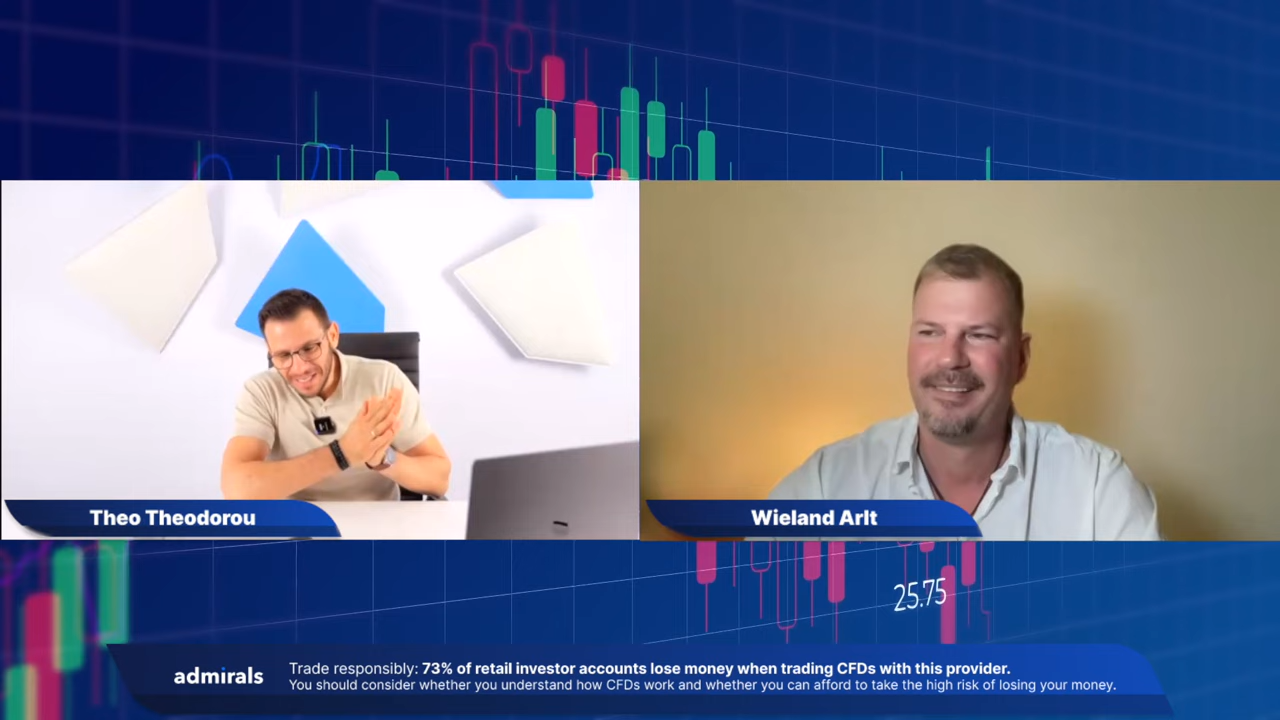 Theo Theodorou
Wieland Arlt
25.75
admirals
Trade responsibly: 73% of retail investor accounts lose money when trading CFDs with this provider.
You should consider whether you understand how CFDs work and whether you can afford to take the high risk of losing your money.